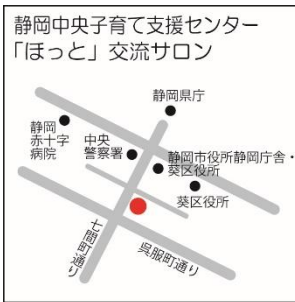 静岡中央子育て支援センター
「ほっと」交流サロン
静岡県庁
静岡
赤十字
病院
中央
警察署
静岡市役所静岡庁舎・
葵区役所
葵区役所
七間町通り
呉服町通り